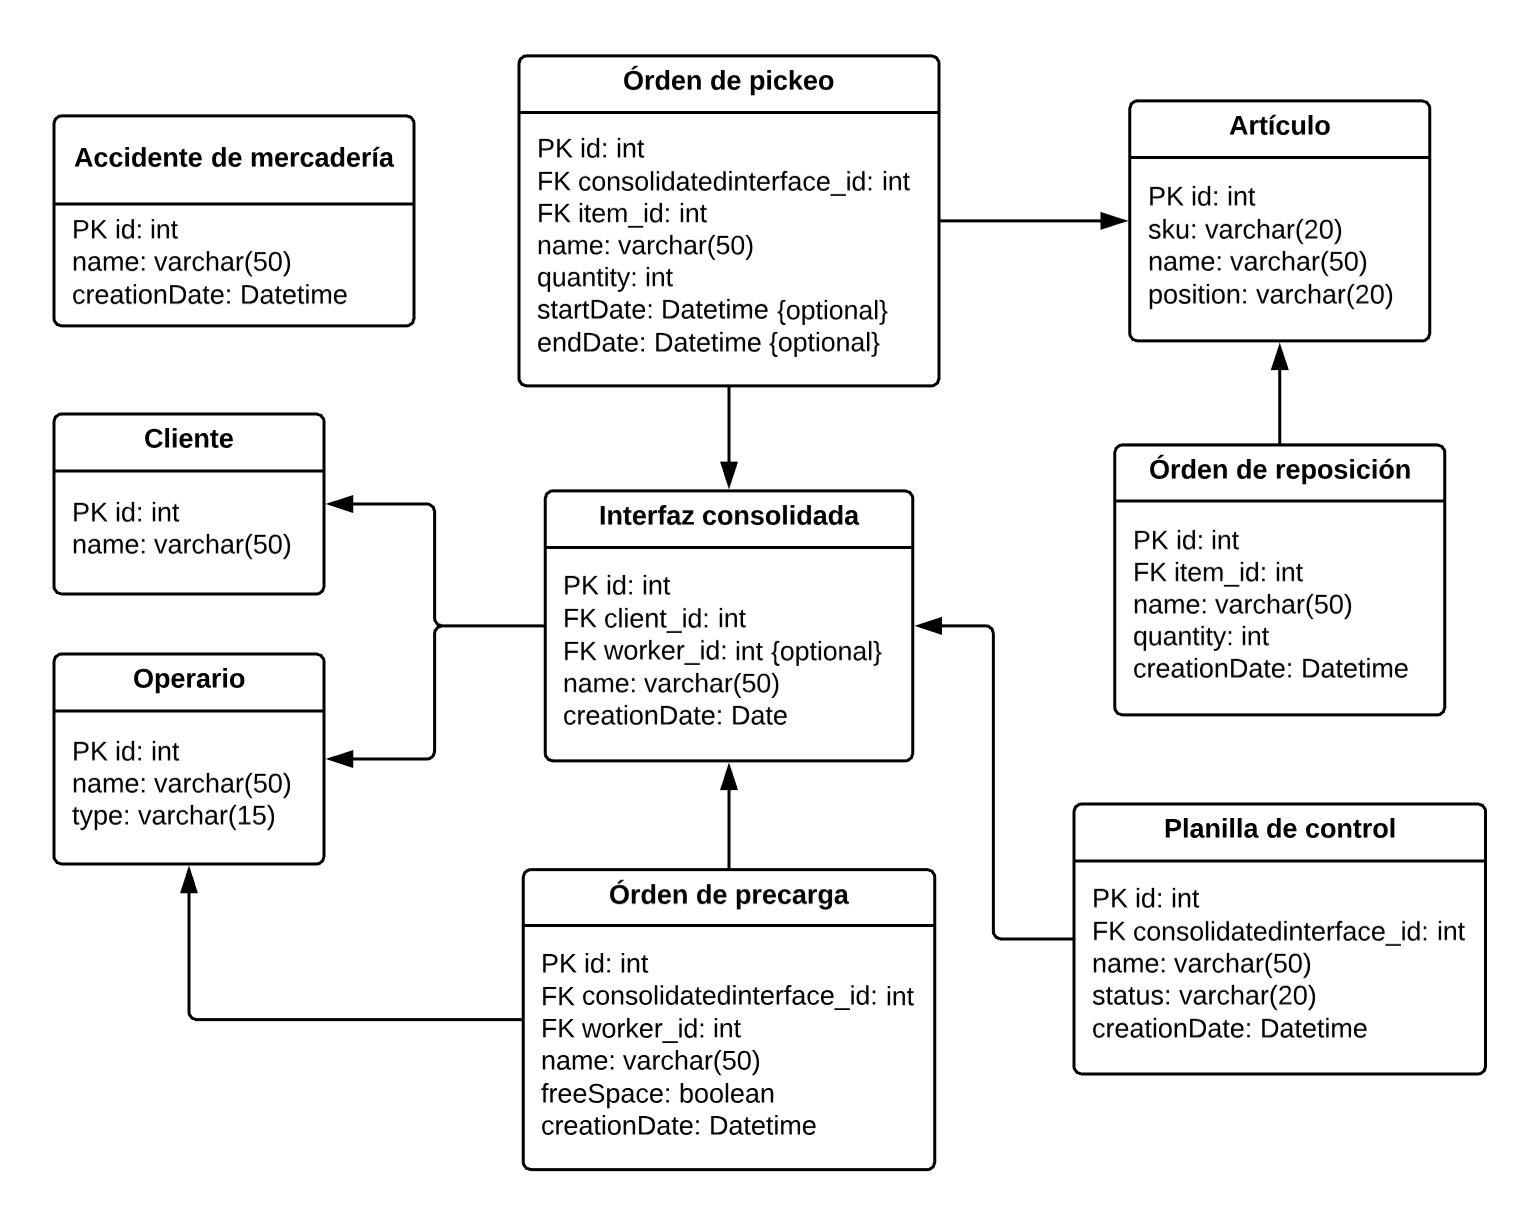 Órden de pickeo
PK id: int
FK consolidatedinterface_id: int
FK item_id: int
name: varchar(50)
quantity: int
startDate: Datetime {optional}
endDate: Datetime {optional}
Artículo
PK id: int
sku: varchar(20)
name: varchar(50)
position: varchar(20)
Accidente de mercadería
PK id: int
name: varchar(50)
creationDate: Datetime
Cliente
PK id: int
name: varchar(50)
Interfaz consolidada
PK id: int
FK client_id: int
FK worker_id: int {optional}
name: varchar(50)
creationDate: Date
Órden de reposición
PK id: int
FK item_id: int
name: varchar(50)
quantity: int
creationDate: Datetime
Operario
PK id: int
name: varchar(50)
type: varchar(15)
Órden de precarga
PK id: int
FK consolidatedinterface_id: int
FK worker_id: int
name: varchar(50)
freeSpace: boolean
creationDate: Datetime
Planilla de control
PK id: int
FK consolidatedinterface_id: int
name: varchar(50)
status: varchar(20)
creationDate: Datetime